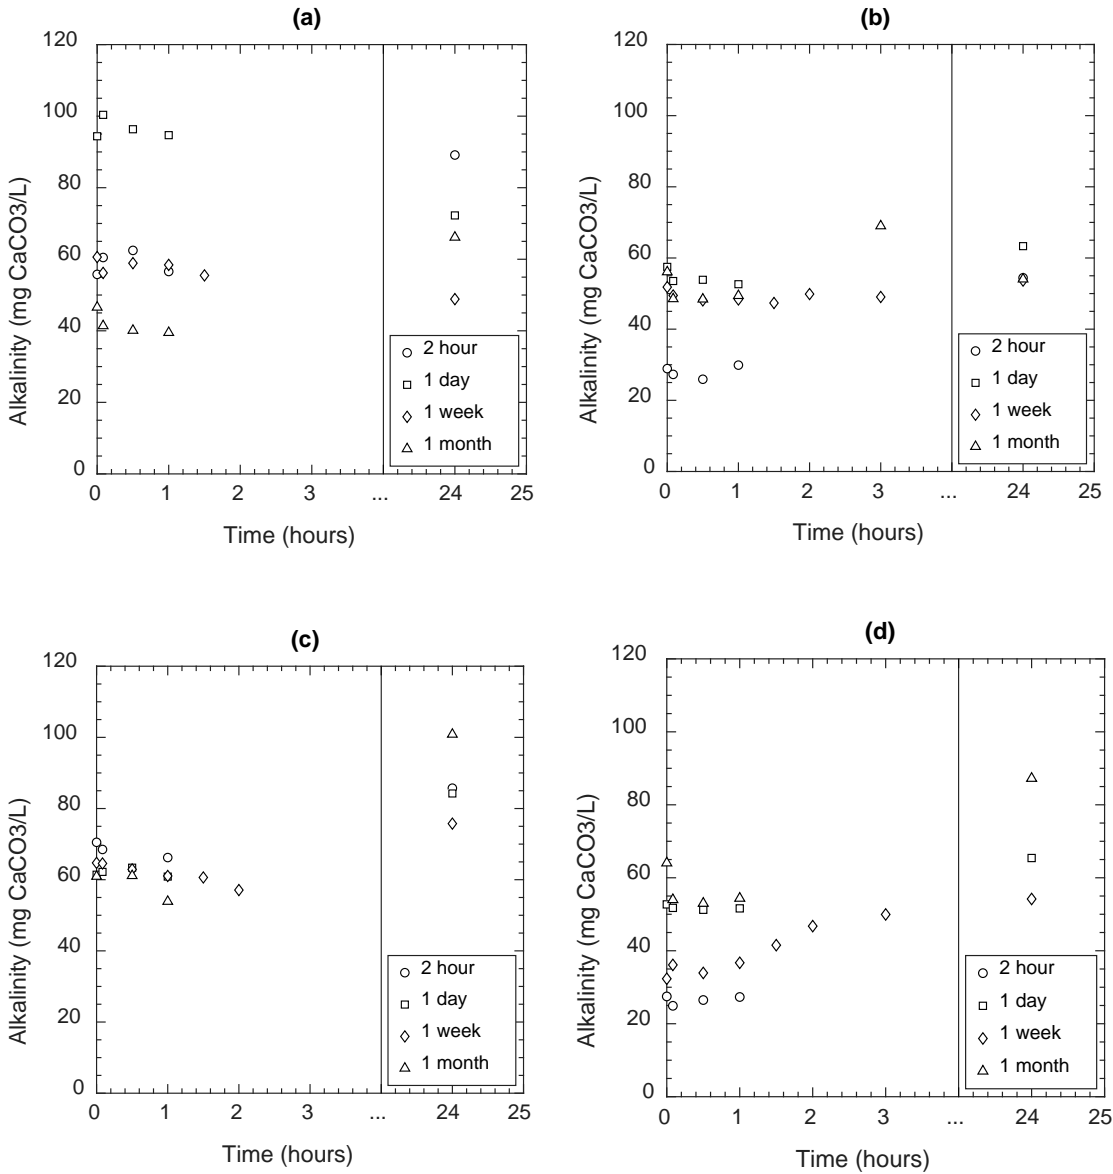 (a)
120
100
80
60
40
20
0
Alkalinity (mg CaCO3/L)
2 hour
1 day
1 week
1 month
0 1 2 3 ... 24 25
Time (hours)
(b)
120
100
80
60
40
20
0
Alkalinity (mg CaCO3/L)
2 hour
1 day
1 week
1 month
0 1 2 3 ... 24 25
Time (hours)
(c)
120
100
80
60
40
20
0
Alkalinity (mg CaCO3/L)
2 hour
1 day
1 week
1 month
0 1 2 3 ... 24 25
Time (hours)
(d)
120
100
80
60
40
20
0
Alkalinity (mg CaCO3/L)
2 hour
1 day
1 week
1 month
0 1 2 3 ... 24 25
Time (hours)